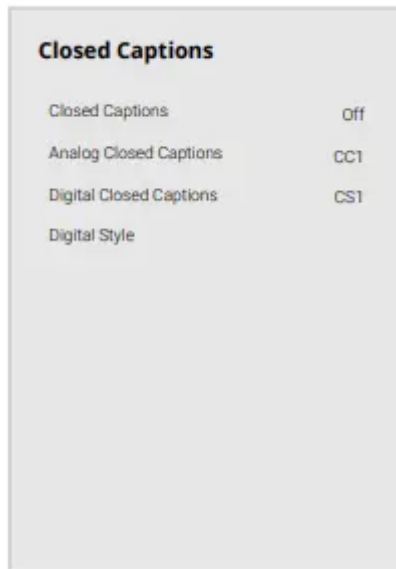 Closed Captions
Closed Captions Off
Analog Closed Captions CC1
Digital Closed Captions CS1
Digital Style